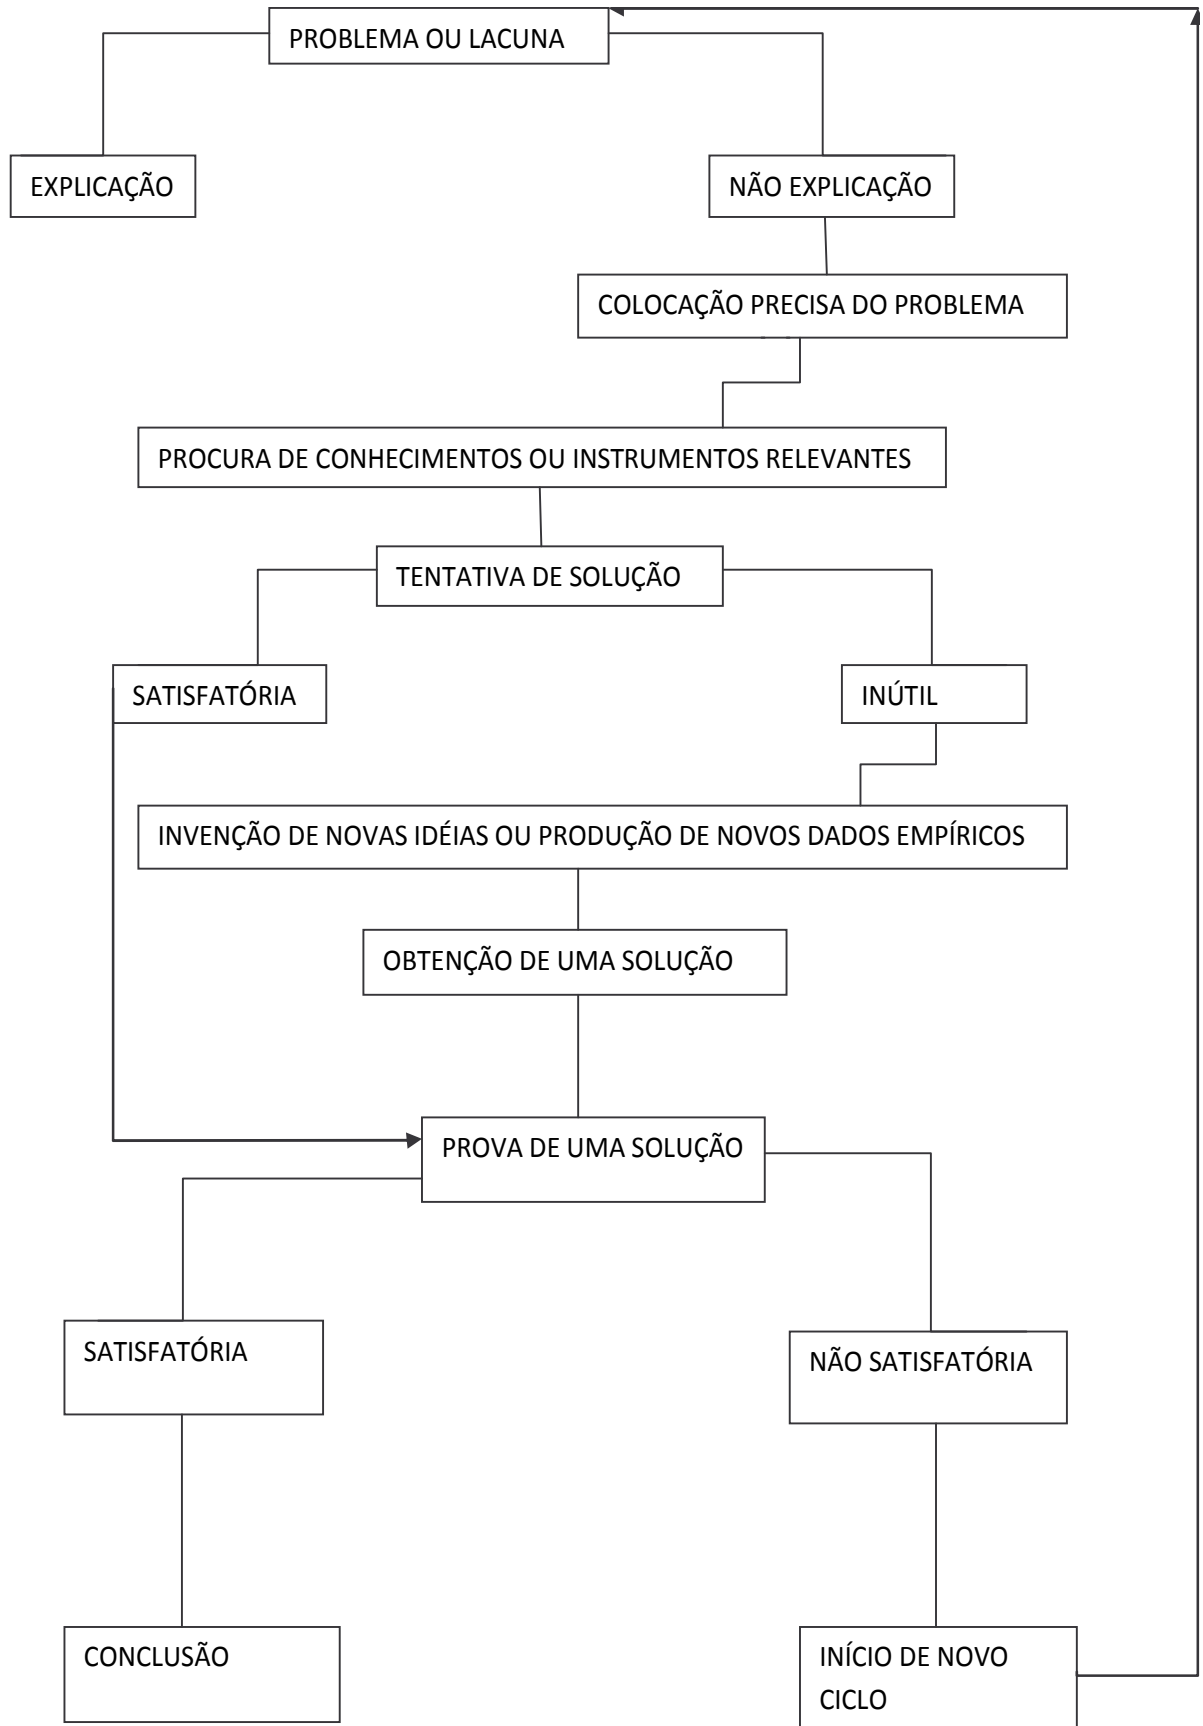 PROBLEMA OU LACUNA
EXPLICAÇÃO
NÃO EXPLICAÇÃO
COLOCAÇÃO PRECISA DO PROBLEMA
PROCURA DE CONHECIMENTOS OU INSTRUMENTOS RELEVANTES
TENTATIVA DE SOLUÇÃO
SATISFATÓRIA
INÚTIL
INVENÇÃO DE NOVAS IDÉIAS OU PRODUÇÃO DE NOVOS DADOS EMPÍRICOS
OBTENÇÃO DE UMA SOLUÇÃO
PROVA DE UMA SOLUÇÃO
SATISFATÓRIA
NÃO SATISFATÓRIA
CONCLUSÃO
INÍCIO DE NOVO
CICLO